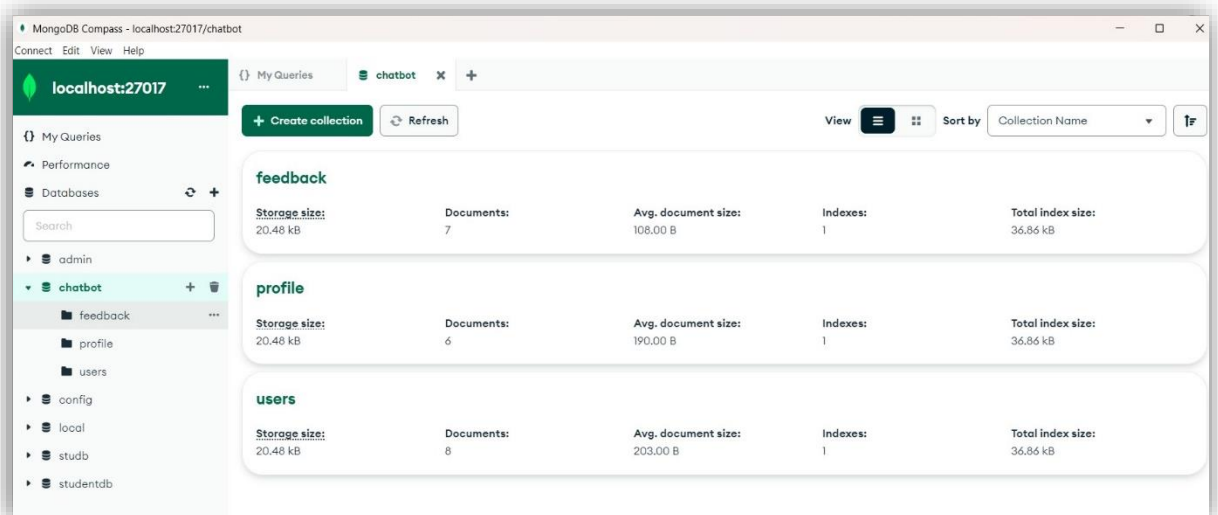 MongoDB Compass - localhost:27017/chatbot
Connect Edit View Help
localhost:27017 ...
{} My Queries
Performance
Databases
Search
admin
chatbot
feedback ...
profile
users
config
local
studb
studentdb
{} My Queries chatbot
Create collection Refresh View Sort by Collection Name
feedback
Storage size: Documents: Avg. document size: Indexes: Total index size:
20.48 kB 7 108.00 B 1 36.86 kB
profile
Storage size: Documents: Avg. document size: Indexes: Total index size:
20.48 kB 6 190.00 B 1 36.86 kB
users
Storage size: Documents: Avg. document size: Indexes: Total index size:
20.48 kB 8 203.00 B 1 36.86 kB